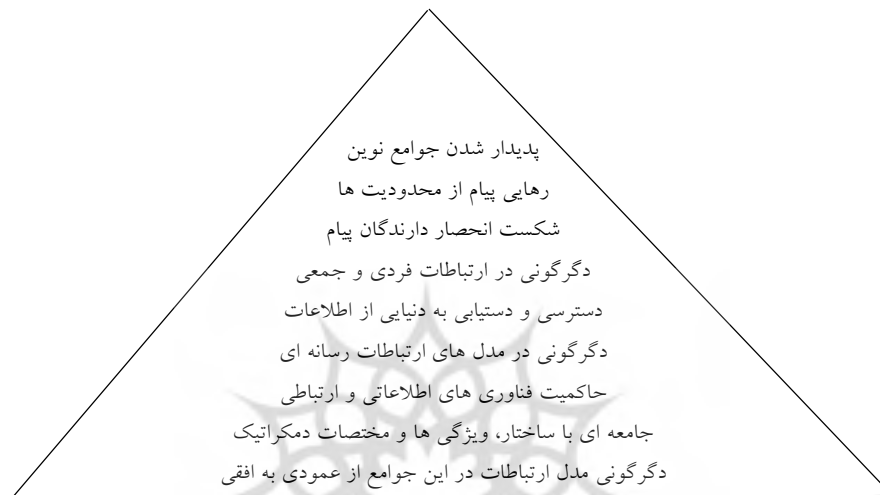 پدیدار شدن جوامع نوین
رهایی پیام از محدودیت ها
شکست انحصار دارندگان پیام
دگرگونی در ارتباطات فردی و جمعی
دسترسی و دستیابی به دنیایی از اطلاعات
دگرگونی در مدل های ارتباطات رسانه ای
حاکمیت فناوری های اطلاعاتی و ارتباطی
جامعه ای با ساختار، ویژگی ها و مختصات دمکراتیک
دگرگونی مدل ارتباطات در این جوامع از عمودی به افقی